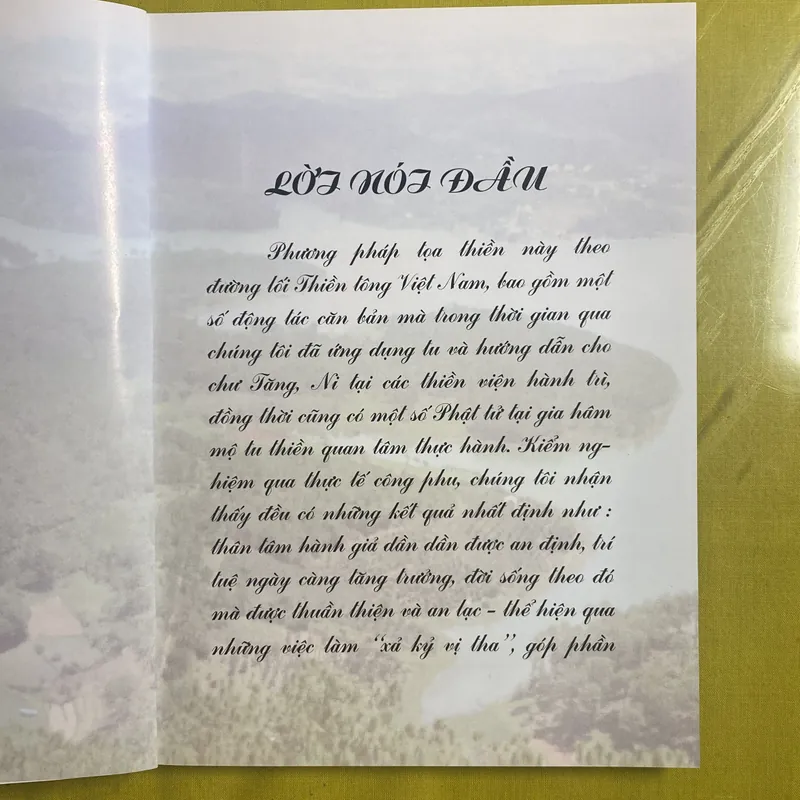 LỜI NÓI ĐẦU
Phương pháp tọa thiền này theo
đường lối Thiền tông Việt Nam, bao gồm một
số động tác căn bản mà trong thời gian qua
chúng tôi đã ứng dụng tu và hướng dẫn cho
chư Tăng, Ni tại các thiền viện hành trì,
đồng thời cũng có một số Phật tử tại gia hâm
mộ tu thiền quan tâm thực hành. Kiểm ng-
hiệm qua thực tế công phu, chúng tôi nhận
thấy đều có những kết quả nhất định như :
thân tâm hành giả dần dần được an định, trí
tuệ ngày càng tăng trưởng, đời sống theo đó
mà được thuần thiện và an lạc - thể hiện qua
những việc làm “xả kỷ vị tha”, góp phần